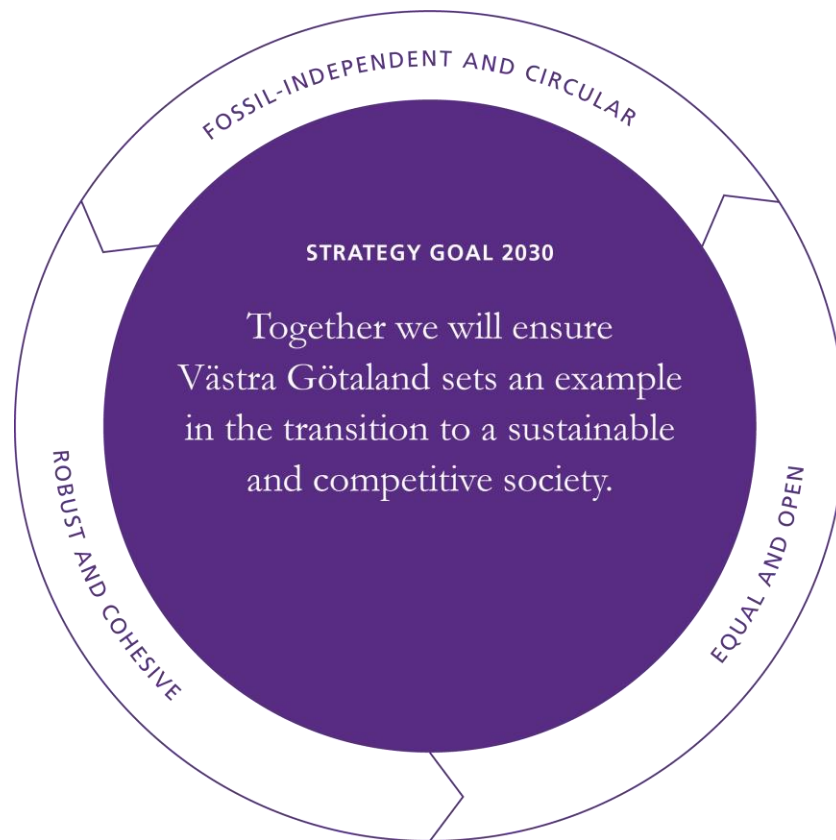 FOSSIL-INDEPENDENT AND CIRCULAR
STRATEGY GOAL 2030
Together we will ensure
Västra Götaland sets an example
in the transition to a sustainable
and competitive society.
ROBUST AND COHESIVE
EQUAL AND OPEN